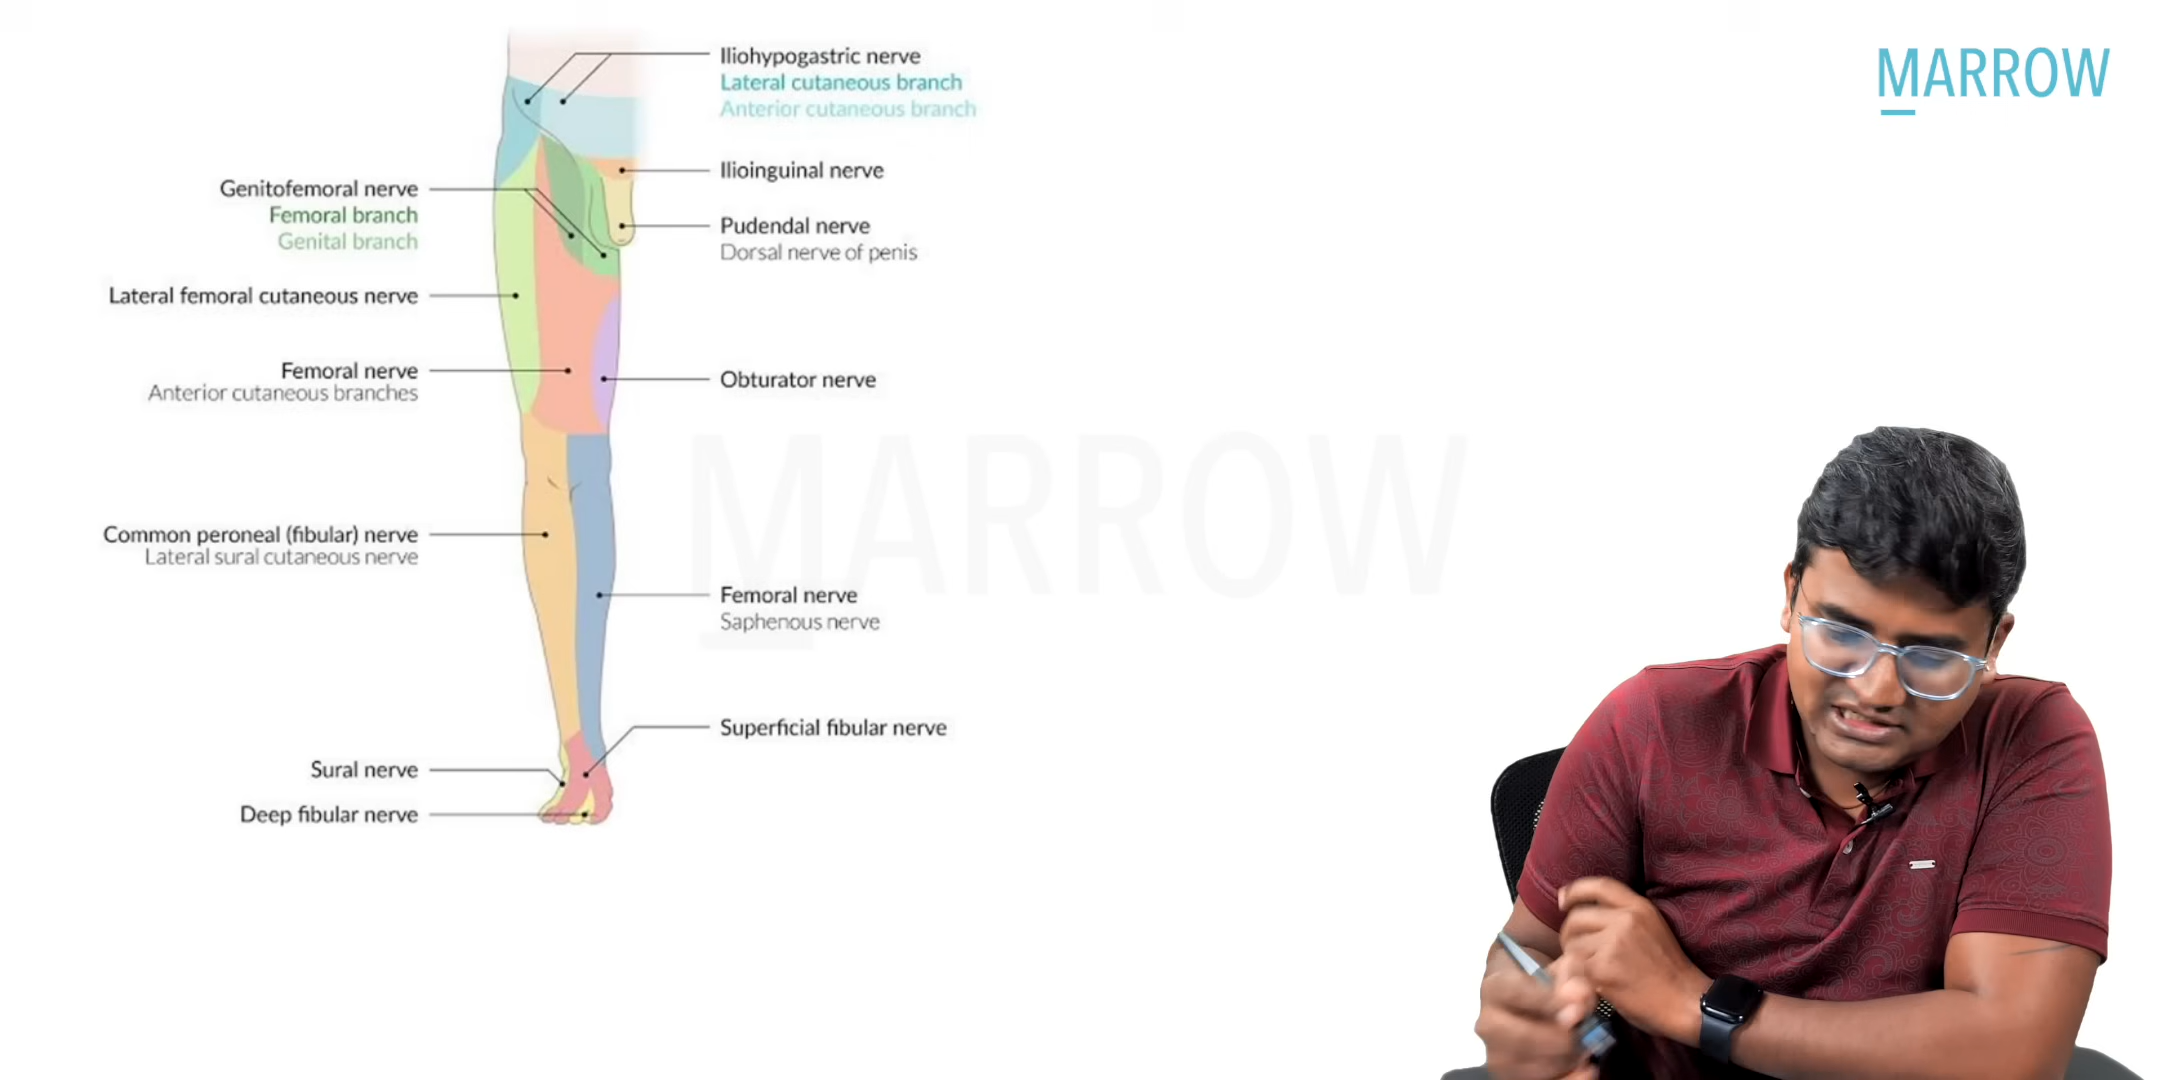 MARROW
Iliohypogastric nerve
Lateral cutaneous branch
Anterior cutaneous branch
Ilioinguinal nerve
Genitofemoral nerve
Femoral branch
Genital branch
Pudendal nerve
Dorsal nerve of penis
Lateral femoral cutaneous nerve
Femoral nerve
Anterior cutaneous branches
Obturator nerve
MARROW
Common peroneal (fibular) nerve
Lateral sural cutaneous nerve
Femoral nerve
Saphenous nerve
Superficial fibular nerve
Sural nerve
Deep fibular nerve